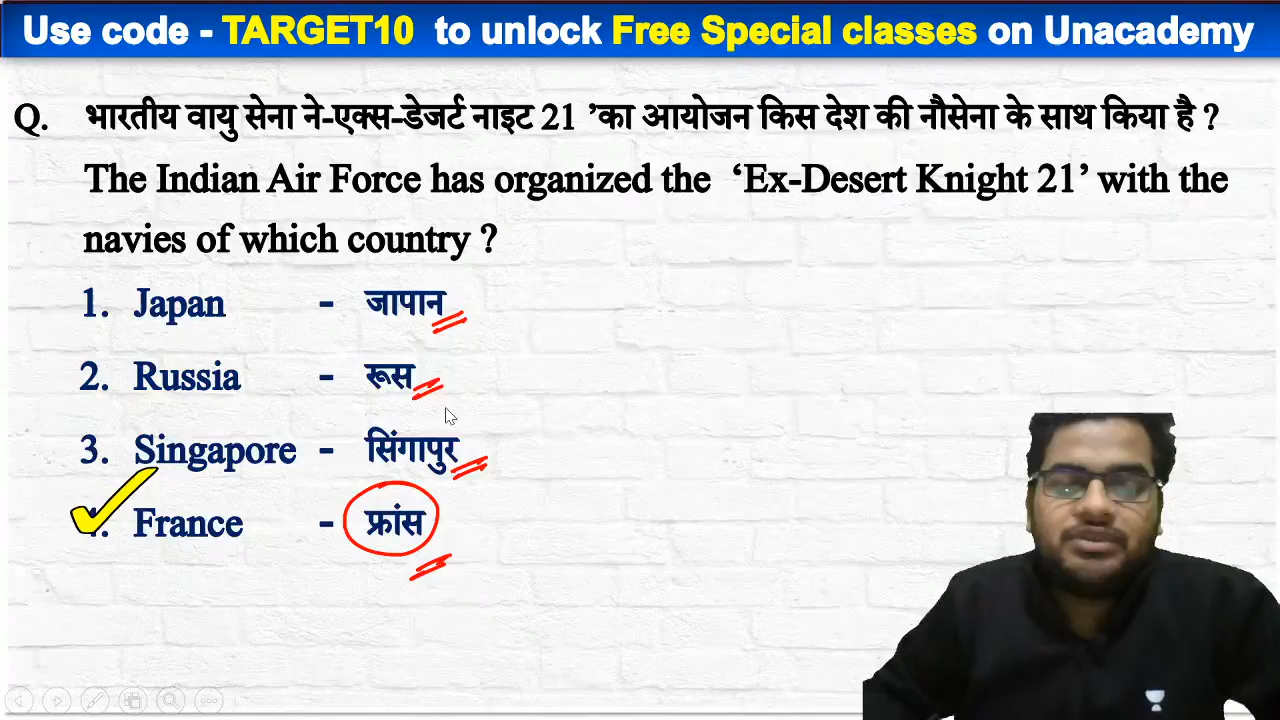 Use code - TARGET10 to unlock Free Special classes on Unacademy
Q. भारतीय वायु सेना ने-एक्स-डेजर्ट नाइट 21 ’का आयोजन किस देश की नौसेना के साथ किया है ?
The Indian Air Force has organized the ‘Ex-Desert Knight 21’ with the
navies of which country ?
1. Japan - जापान
2. Russia - रूस
3. Singapore - सिंगापुर
France - फ्रांस